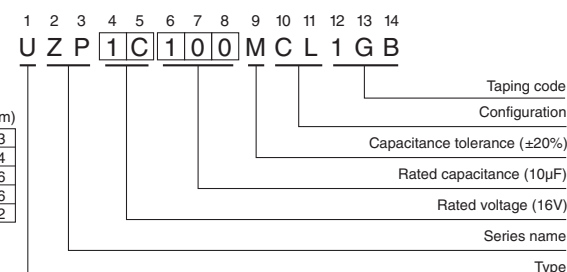 1 2 3 4 5 6 7 8 9 10 11 12 13 14
U Z P 1 C 1 0 0 M C L 1 G B
Taping code
m)
Configuration
3
Capacitance tolerance (±20%)
4
6
Rated capacitance (10µF)
6
Rated voltage (16V)
2
Series name
Type